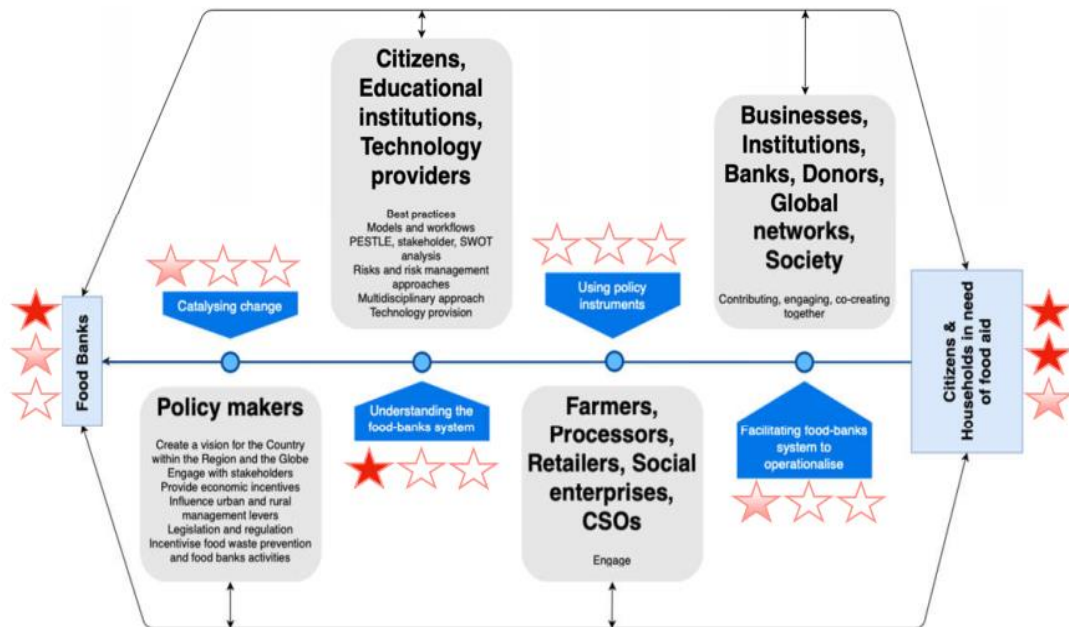 Citizens,
Educational
institutions,
Technology
providers
Best practices
Models and workflows
PESTLE, stakeholder, SWOT
analysis
Risks and risk management
approaches
Multidisciplinary approach
Technology provision
Businesses,
Institutions,
Banks, Donors,
Global
networks,
Society
Contributing, engaging, co-creating
together
Catalysing change
Using policy
instruments
Food Banks
Citizens &
Households in need
of food aid
Policy makers
Create a vision for the Country
within the Region and the Globe
Engage with stakeholders
Provide economic incentives
Influence urban and rural
management levers
Legislation and regulation
Incentivise food waste prevention
and food banks activities
Understanding the
food-banks system
Farmers,
Processors,
Retailers, Social
enterprises,
CSOs
Engage
Facilitating food-banks
system to
operationalise